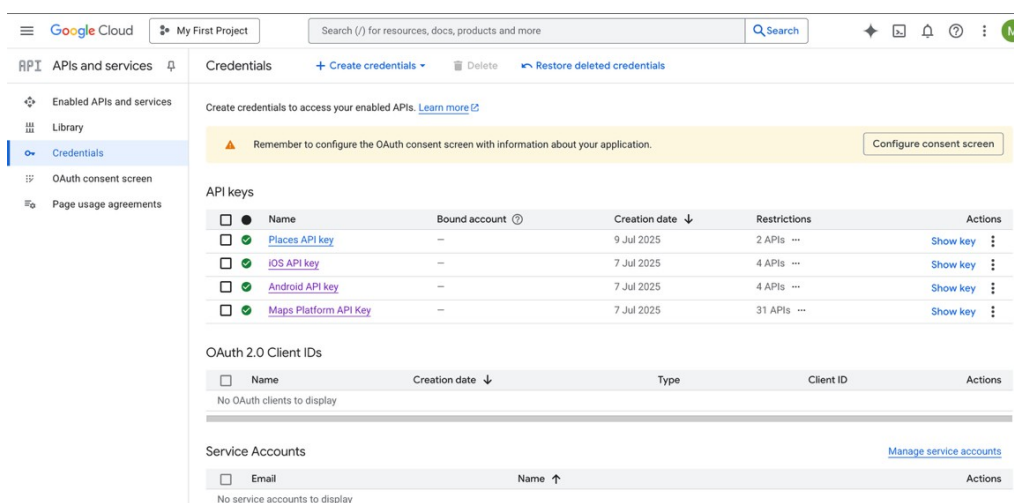 Google Cloud My First Project Search (/) for resources, docs, products and more Search M
API APIs and services Credentials + Create credentials Delete Restore deleted credentials
Enabled APIs and services
Library
Credentials
OAuth consent screen
Page usage agreements
Create credentials to access your enabled APIs. Learn more
Remember to configure the OAuth consent screen with information about your application. Configure consent screen
API keys
Name Bound account Creation date Restrictions Actions
Places API key – 9 Jul 2025 2 APIs ... Show key
iOS API key – 7 Jul 2025 4 APIs ... Show key
Android API key – 7 Jul 2025 4 APIs ... Show key
Maps Platform API Key – 7 Jul 2025 31 APIs ... Show key
OAuth 2.0 Client IDs
Name Creation date Type Client ID Actions
No OAuth clients to display
Service Accounts Manage service accounts
Email Name Actions
No service accounts to display